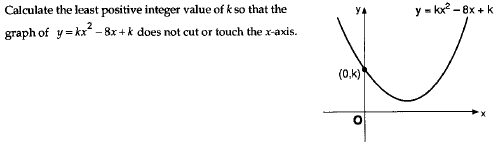 Calculate the least positive integer value of k so that the
graph of y = kx² – 8x + k does not cut or touch the x-axis.
y
y = kx² – 8x + k
(0,k)
x
O